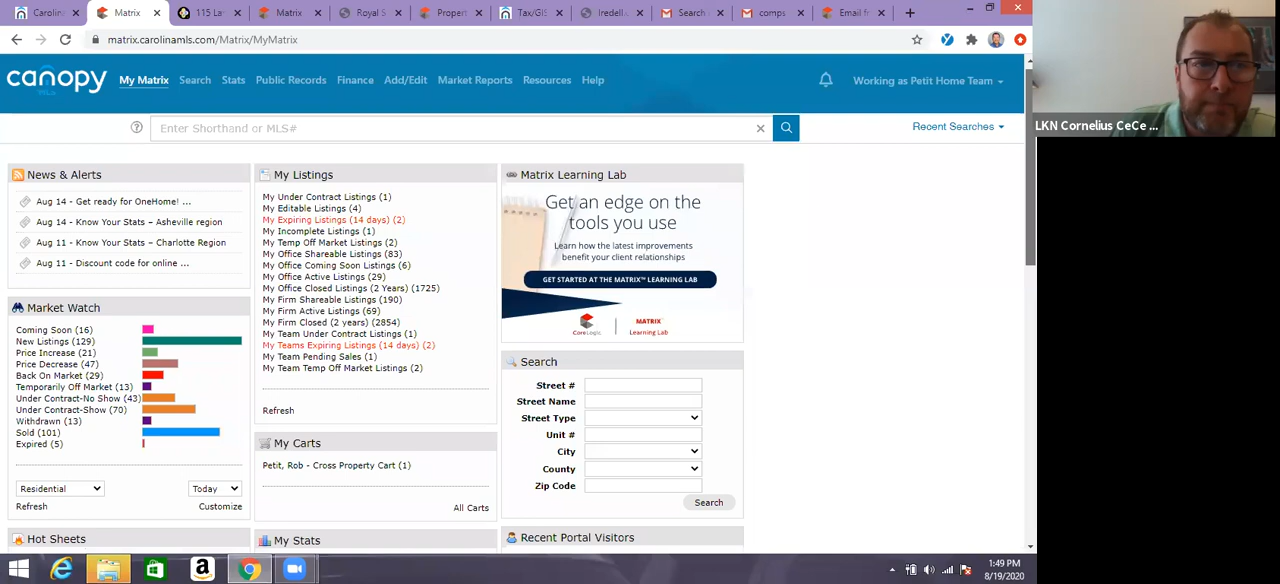 Carolina
Matrix
115 La
Matrix
Royal S
Propert
Tax/GIS
Iredell
Search
comps
Email f
matrix.carolinamls.com/Matrix/MyMatrix
canopy
MLS
My Matrix Search Stats Public Records Finance Add/Edit Market Reports Resources Help
Working as Petit Home Team
Enter Shorthand or MLS#
Recent Searches
News & Alerts
Aug 14 - Get ready for OneHome! ...
Aug 14 - Know Your Stats – Asheville region
Aug 11 - Know Your Stats – Charlotte Region
Aug 11 - Discount code for online ...
Market Watch
Coming Soon (16)
New Listings (129)
Price Increase (21)
Price Decrease (47)
Back On Market (29)
Temporarily Off Market (13)
Under Contract-No Show (43)
Under Contract-Show (70)
Withdrawn (13)
Sold (101)
Expired (5)
Residential
Today
Refresh
Customize
Hot Sheets
My Listings
My Under Contract Listings (1)
My Editable Listings (4)
My Expiring Listings (14 days) (2)
My Incomplete Listings (1)
My Temp Off Market Listings (2)
My Office Shareable Listings (83)
My Office Coming Soon Listings (6)
My Office Active Listings (29)
My Office Closed Listings (2 Years) (1725)
My Firm Shareable Listings (190)
My Firm Active Listings (69)
My Firm Closed (2 years) (2854)
My Team Under Contract Listings (1)
My Teams Expiring Listings (14 days) (2)
My Team Pending Sales (1)
My Team Temp Off Market Listings (2)
Refresh
My Carts
Petit, Rob - Cross Property Cart (1)
All Carts
My Stats
Matrix Learning Lab
Get an edge on the
tools you use
Learn how the latest improvements
benefit your client relationships
GET STARTED AT THE MATRIX™ LEARNING LAB
CoreLogic
MATRIX
Learning Lab
Search
Street #
Street Name
Street Type
Unit #
City
County
Zip Code
Search
Recent Portal Visitors
LKN Cornelius CeCe ...
1:49 PM
8/19/2020